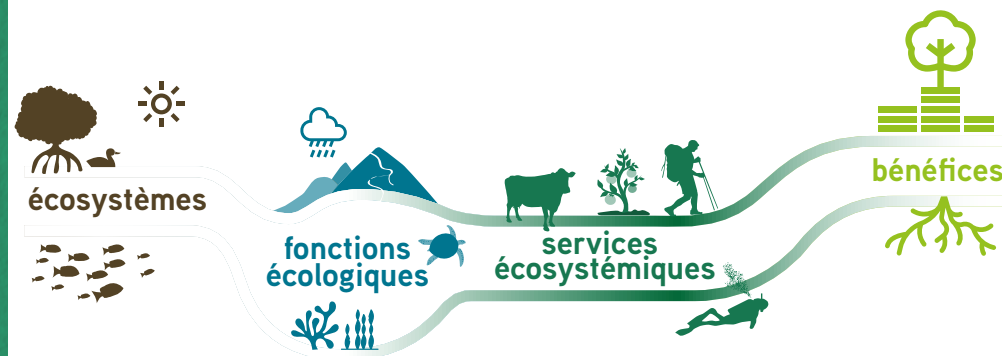 écosystèmes
fonctions
écologiques
services
écosystémiques
bénéfices